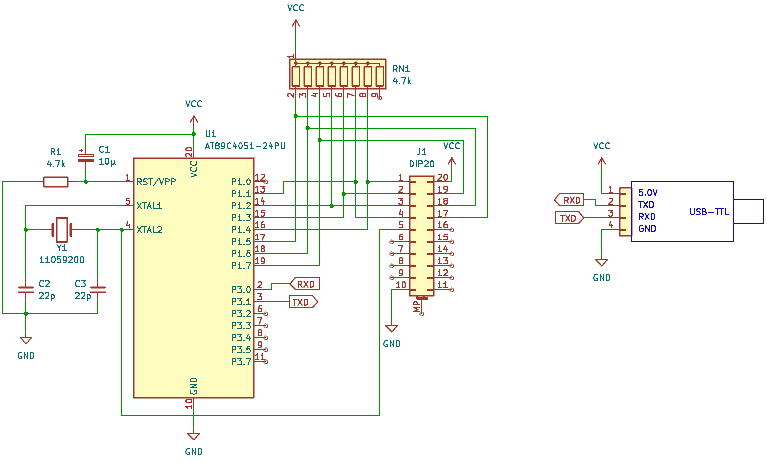 VCC
1
RN1
4.7k
2
3
4
5
6
7
8
9
VCC
U1
AT89C4051-24PU
20
VCC
R1
4.7k
C1
10µ
+
J1
DIP20
VCC
VCC
1 RST/VPP
5 XTAL1
4 XTAL2
Y1
11059200
C2
22p
C3
22p
GND
P1.0 12
P1.1 13
P1.2 14
P1.3 15
P1.4 16
P1.5 17
P1.6 18
P1.7 19
P3.0 2 RXD
P3.1 3 TXD
P3.2 6
P3.3 7
P3.4 8
P3.5 9
P3.7 11
GND
10
GND
1 20
2 19
3 18
4 17
5 16
6 15
7 14
8 13
9 12
10 11
MP
GND
1 5.0V
RXD 2 TXD
TXD 3 RXD
4 GND
USB-TTL
GND